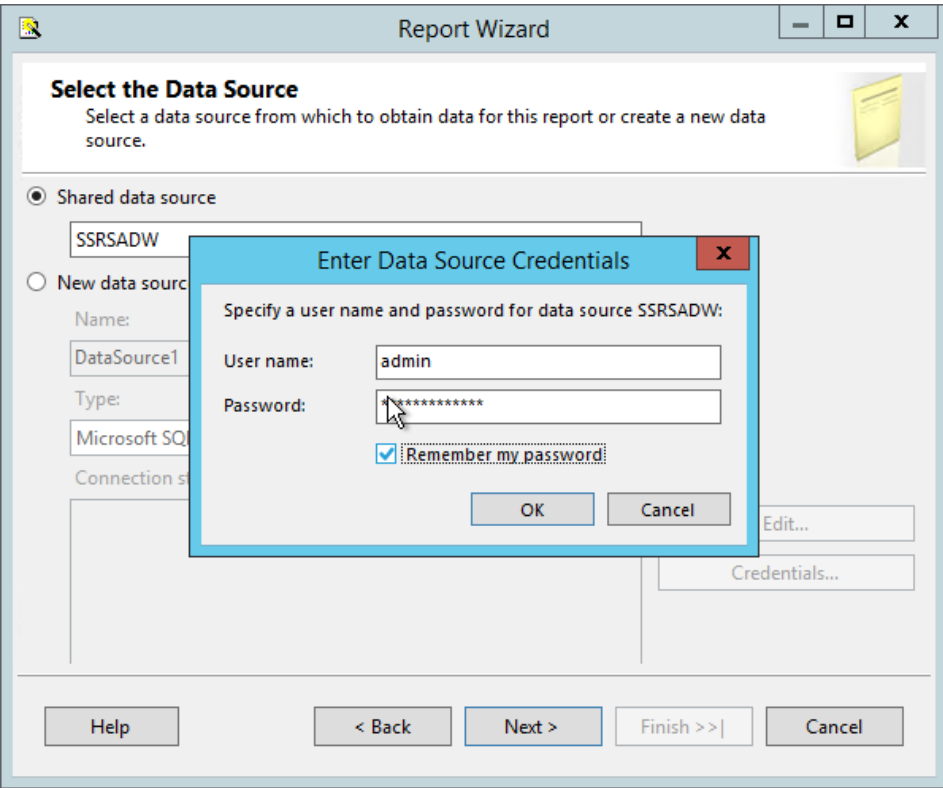 Report Wizard
Select the Data Source
Select a data source from which to obtain data for this report or create a new data
source.
Shared data source
SSRSADW
Enter Data Source Credentials
New data sourc
Specify a user name and password for data source SSRSADW:
Name:
User name:
admin
DataSource1
Password:
*************
Type:
Microsoft SQ
Remember my password
Connection st
OK
Cancel
Edit...
Credentials...
Help
< Back
Next >
Finish >>|
Cancel